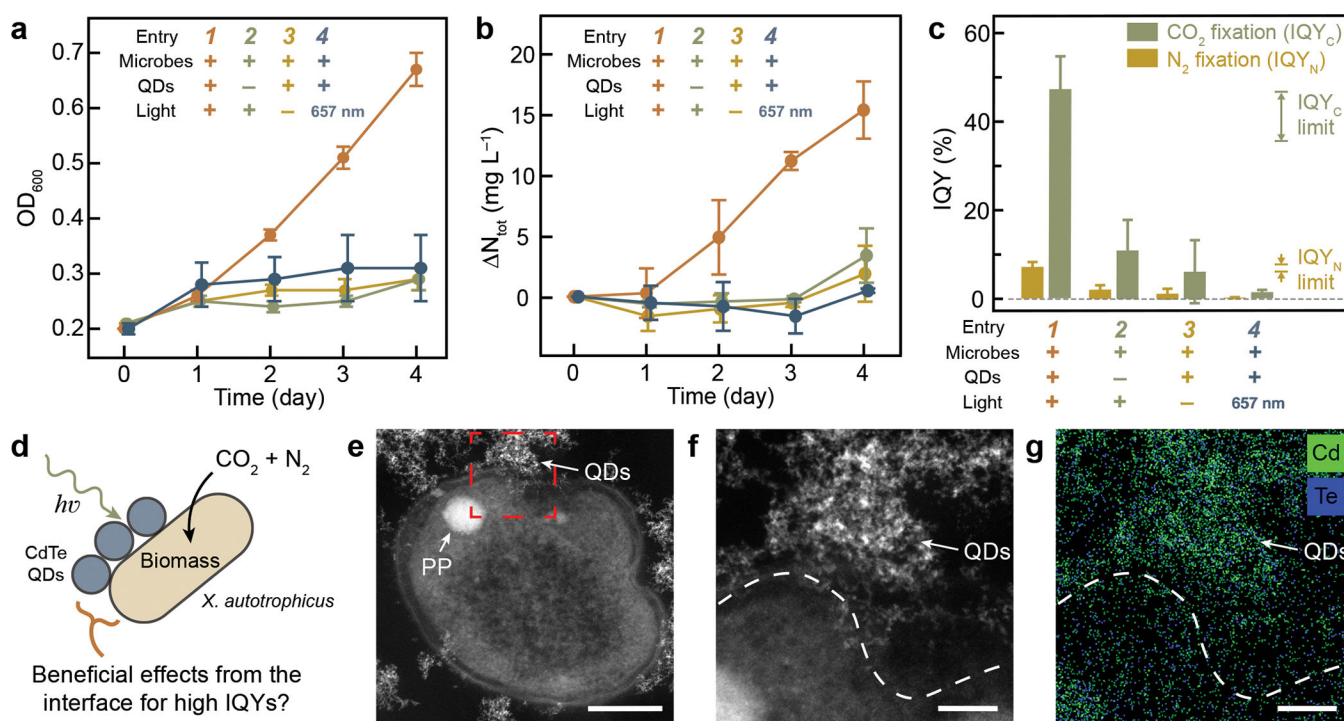 a
Entry 1 2 3 4
Microbes + + + +
QDs + – + +
Light + + – 657 nm
0.7
0.6
0.5
0.4
0.3
0.2
OD600
0 1 2 3 4
Time (day)
b
Entry 1 2 3 4
Microbes + + + +
QDs + – + +
Light + + – 657 nm
20
15
10
5
0
ΔNtot (mg L−1)
0 1 2 3 4
Time (day)
c
CO2 fixation (IQYC)
N2 fixation (IQYN)
60
40
20
0
IQY (%)
IQYC
limit
IQYN
limit
Entry 1 2 3 4
Microbes + + + +
QDs + – + +
Light + + – 657 nm
d
CO2 + N2
hν
CdTe
QDs
Biomass
X. autotrophicus
Beneficial effects from the
interface for high IQYs?
e
QDs
PP
f
QDs
g
Cd
Te
QDs